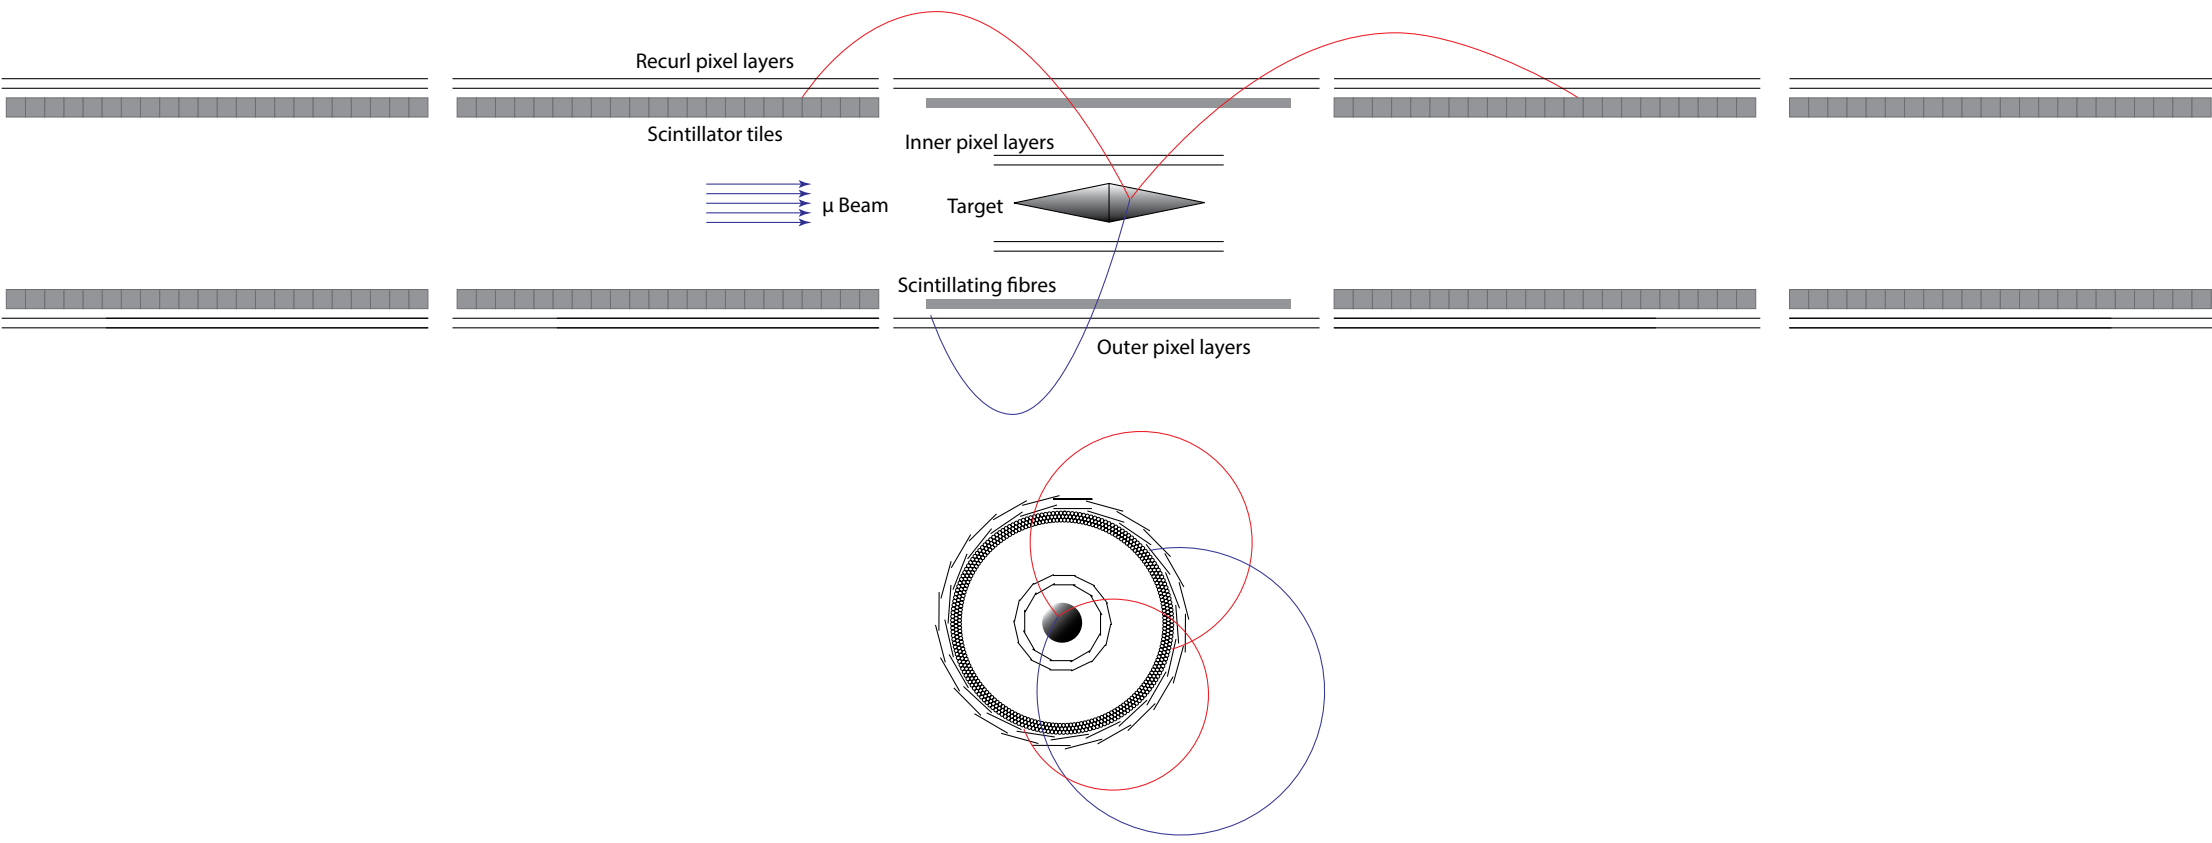 Recurl pixel layers
Scintillator tiles
Inner pixel layers
μ Beam
Target
Scintillating fibres
Outer pixel layers